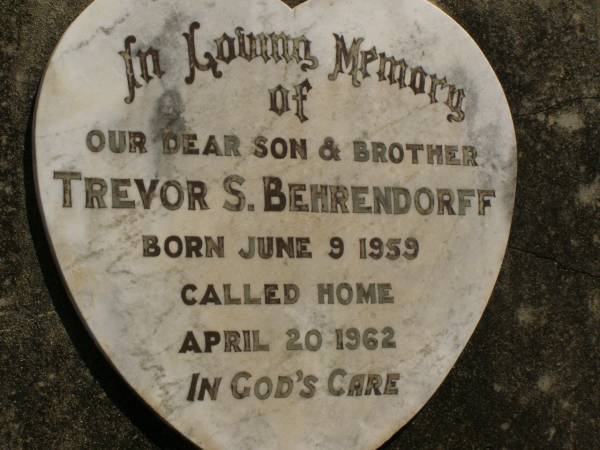 In Loving Memory
of
OUR DEAR SON & BROTHER
TREVOR S. BEHRENDORFF
BORN JUNE 9 1959
CALLED HOME
APRIL 20 1962
IN GOD'S CARE